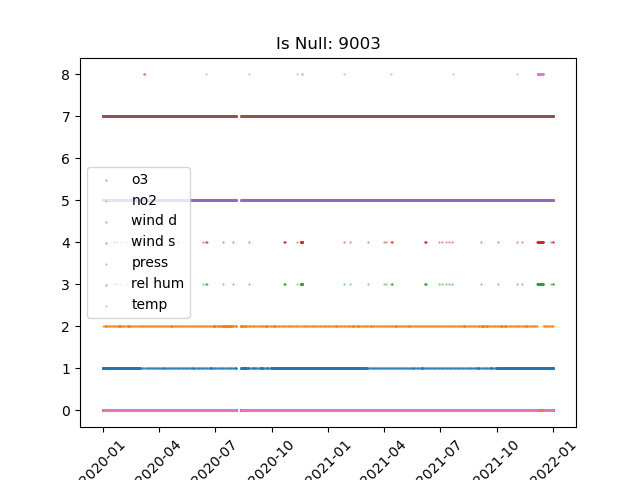 Is Null: 9003
8
7
6
5
4
3
2
1
0
o3
no2
wind d
wind s
press
rel hum
temp
2020-01
2020-04
2020-07
2020-10
2021-01
2021-04
2021-07
2021-10
2022-01